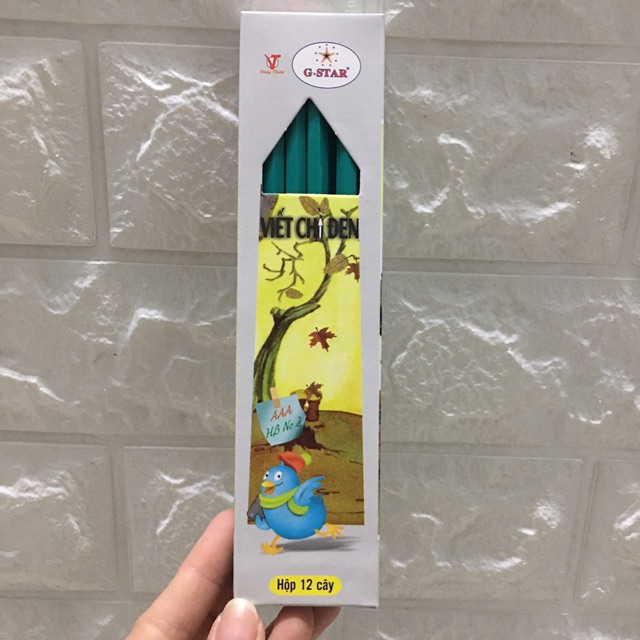 G-STAR
VIẾT CHÌ ĐEN
AAA
HB No 2
Hộp 12 cây